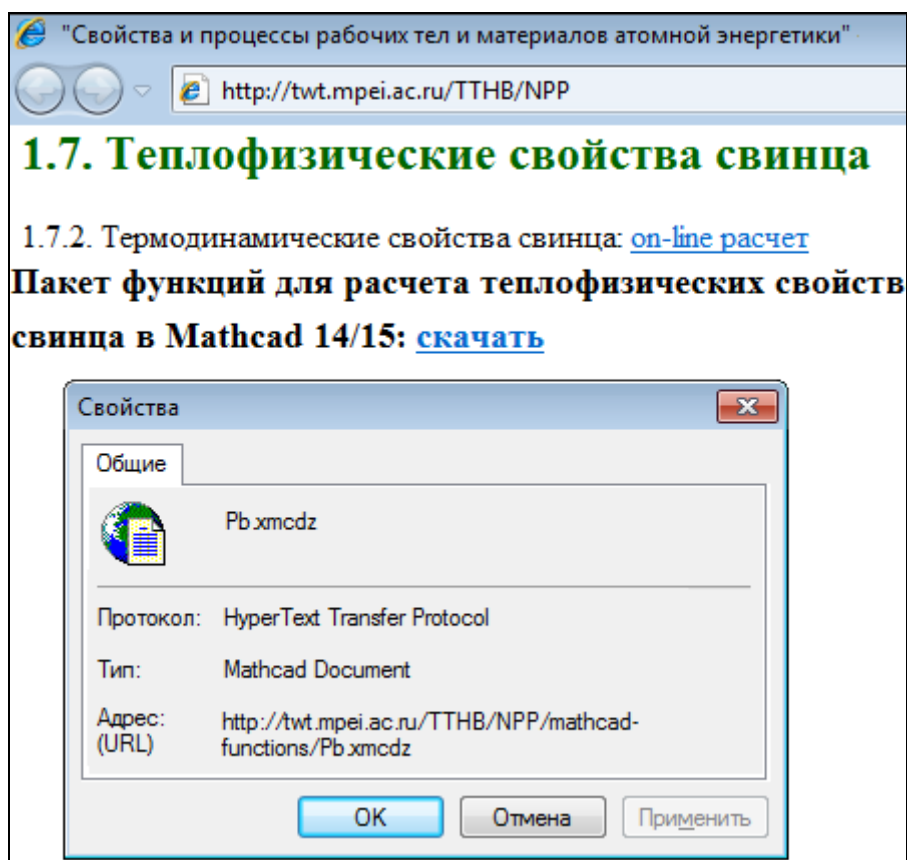 "Свойства и процессы рабочих тел и материалов атомной энергетики"
http://twt.mpei.ac.ru/TTHB/NPP
1.7. Теплофизические свойства свинца
1.7.2. Термодинамические свойства свинца: on-line расчет
Пакет функций для расчета теплофизических свойств
свинца в Mathcad 14/15: скачать
Свойства
Общие
Pb.xmcdz
Протокол: HyperText Transfer Protocol
Тип: Mathcad Document
Адрес: http://twt.mpei.ac.ru/TTHB/NPP/mathcad-
(URL) functions/Pb.xmcdz
OK Отмена Применить